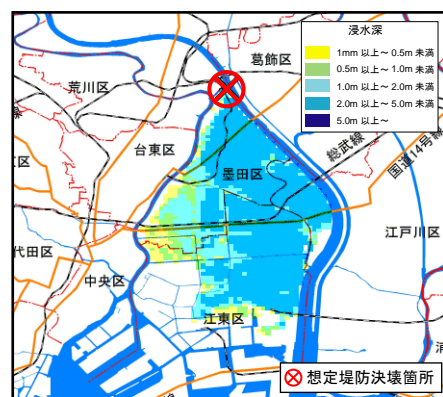 浸水深
1mm 以上～ 0.5m 未満
0.5m 以上～ 1.0m 未満
1.0m 以上～ 2.0m 未満
2.0m 以上～ 5.0m 未満
5.0m 以上～
葛飾区
荒川区
台東区
墨田区
総武線
国道14号線
江戸川区
代田区
中央区
江東区
想定堤防決壊箇所